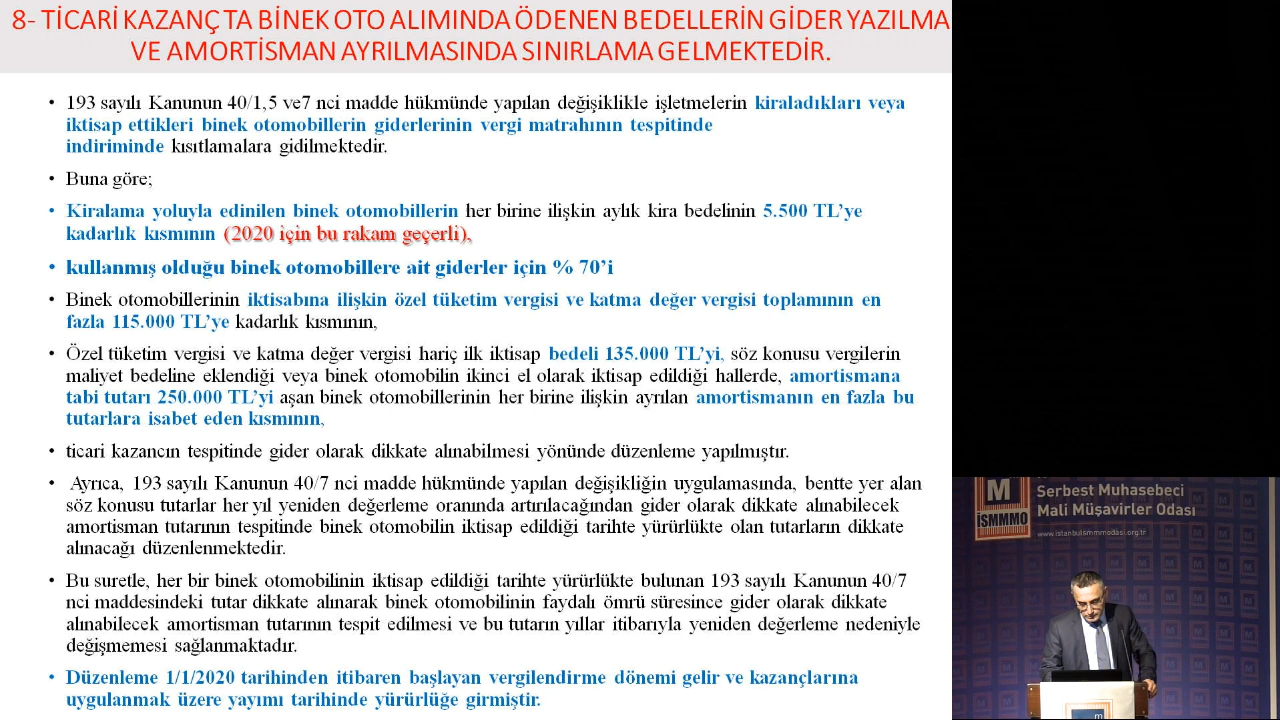 8- TİCARİ KAZANÇ TA BİNEK OTO ALIMINDA ÖDENEN BEDELLERİN GİDER YAZILMA
VE AMORTİSMAN AYRILMASINDA SINIRLAMA GELMEKTEDİR.
• 193 sayılı Kanunun 40/1,5 ve7 nci madde hükmünde yapılan değişiklikle işletmelerin kiraladıkları veya
iktisap ettikleri binek otomobillerin giderlerinin vergi matrahının tespitinde
indiriminde kısıtlamalara gidilmektedir.
• Buna göre;
• Kiralama yoluyla edinilen binek otomobillerin her birine ilişkin aylık kira bedelinin 5.500 TL’ye
kadarlık kısmının (2020 için bu rakam geçerli),
• kullanmış olduğu binek otomobillere ait giderler için % 70’i
• Binek otomobillerinin iktisabına ilişkin özel tüketim vergisi ve katma değer vergisi toplamının en
fazla 115.000 TL’ye kadarlık kısmının,
• Özel tüketim vergisi ve katma değer vergisi hariç ilk iktisap bedeli 135.000 TL’yi, söz konusu vergilerin
maliyet bedeline eklendiği veya binek otomobilin ikinci el olarak iktisap edildiği hallerde, amortismana
tabi tutarı 250.000 TL’yi aşan binek otomobillerinin her birine ilişkin ayrılan amortismanın en fazla bu
tutarlara isabet eden kısmının,
• ticari kazancın tespitinde gider olarak dikkate alınabilmesi yönünde düzenleme yapılmıştır.
• Ayrıca, 193 sayılı Kanunun 40/7 nci madde hükmünde yapılan değişikliğin uygulamasında, bentte yer alan
söz konusu tutarlar her yıl yeniden değerleme oranında artırılacağından gider olarak dikkate alınabilecek
amortisman tutarının tespitinde binek otomobilin iktisap edildiği tarihte yürürlükte olan tutarların dikkate
alınacağı düzenlenmektedir.
• Bu suretle, her bir binek otomobilinin iktisap edildiği tarihte yürürlükte bulunan 193 sayılı Kanunun 40/7
nci maddesindeki tutar dikkate alınarak binek otomobilinin faydalı ömrü süresince gider olarak dikkate
alınabilecek amortisman tutarının tespit edilmesi ve bu tutarın yıllar itibarıyla yeniden değerleme nedeniyle
değişmemesi sağlanmaktadır.
• Düzenleme 1/1/2020 tarihinden itibaren başlayan vergilendirme dönemi gelir ve kazançlarına
uygulanmak üzere yayımı tarihinde yürürlüğe girmiştir.
M
İSMMMO
Serbest Muhasebeci
Mali Müşavirler Odası
www.istanbulsmmmodasi.org.tr